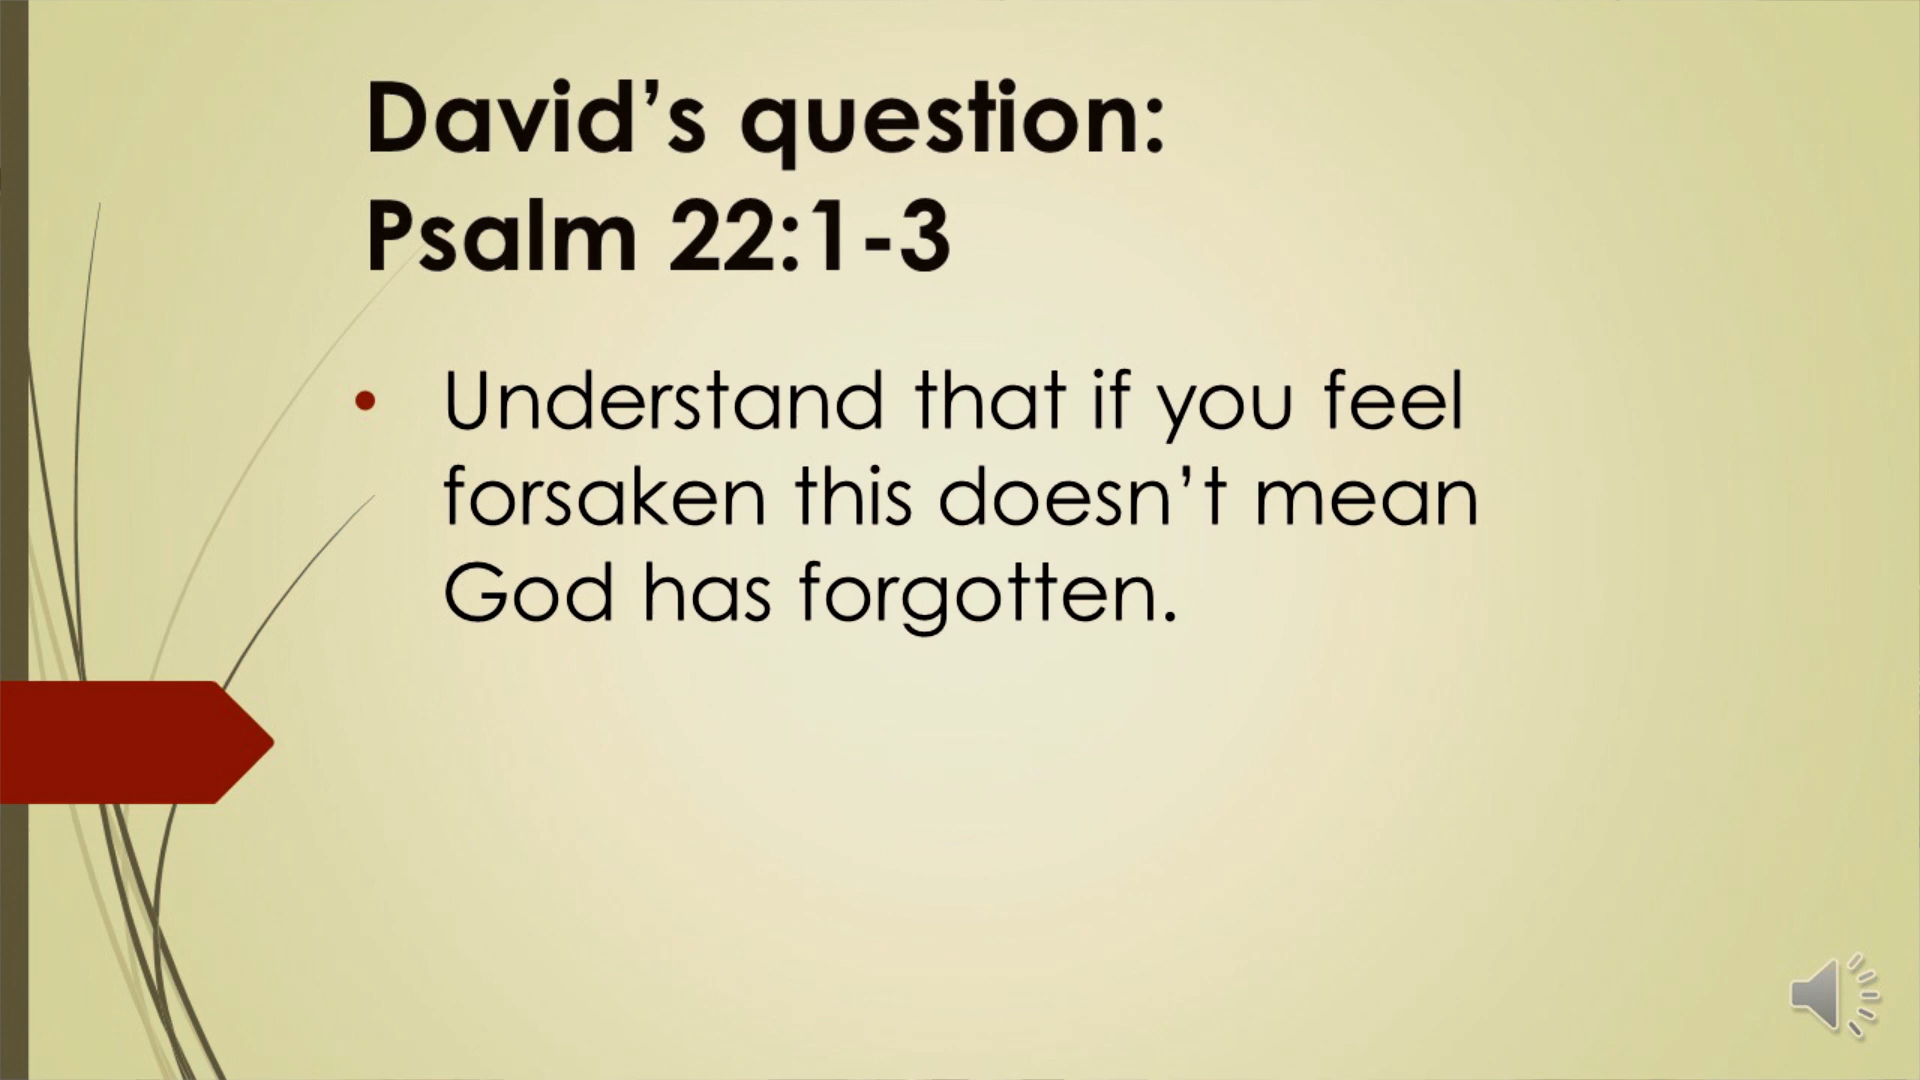 David’s question:
Psalm 22:1-3
• Understand that if you feel
forsaken this doesn’t mean
God has forgotten.